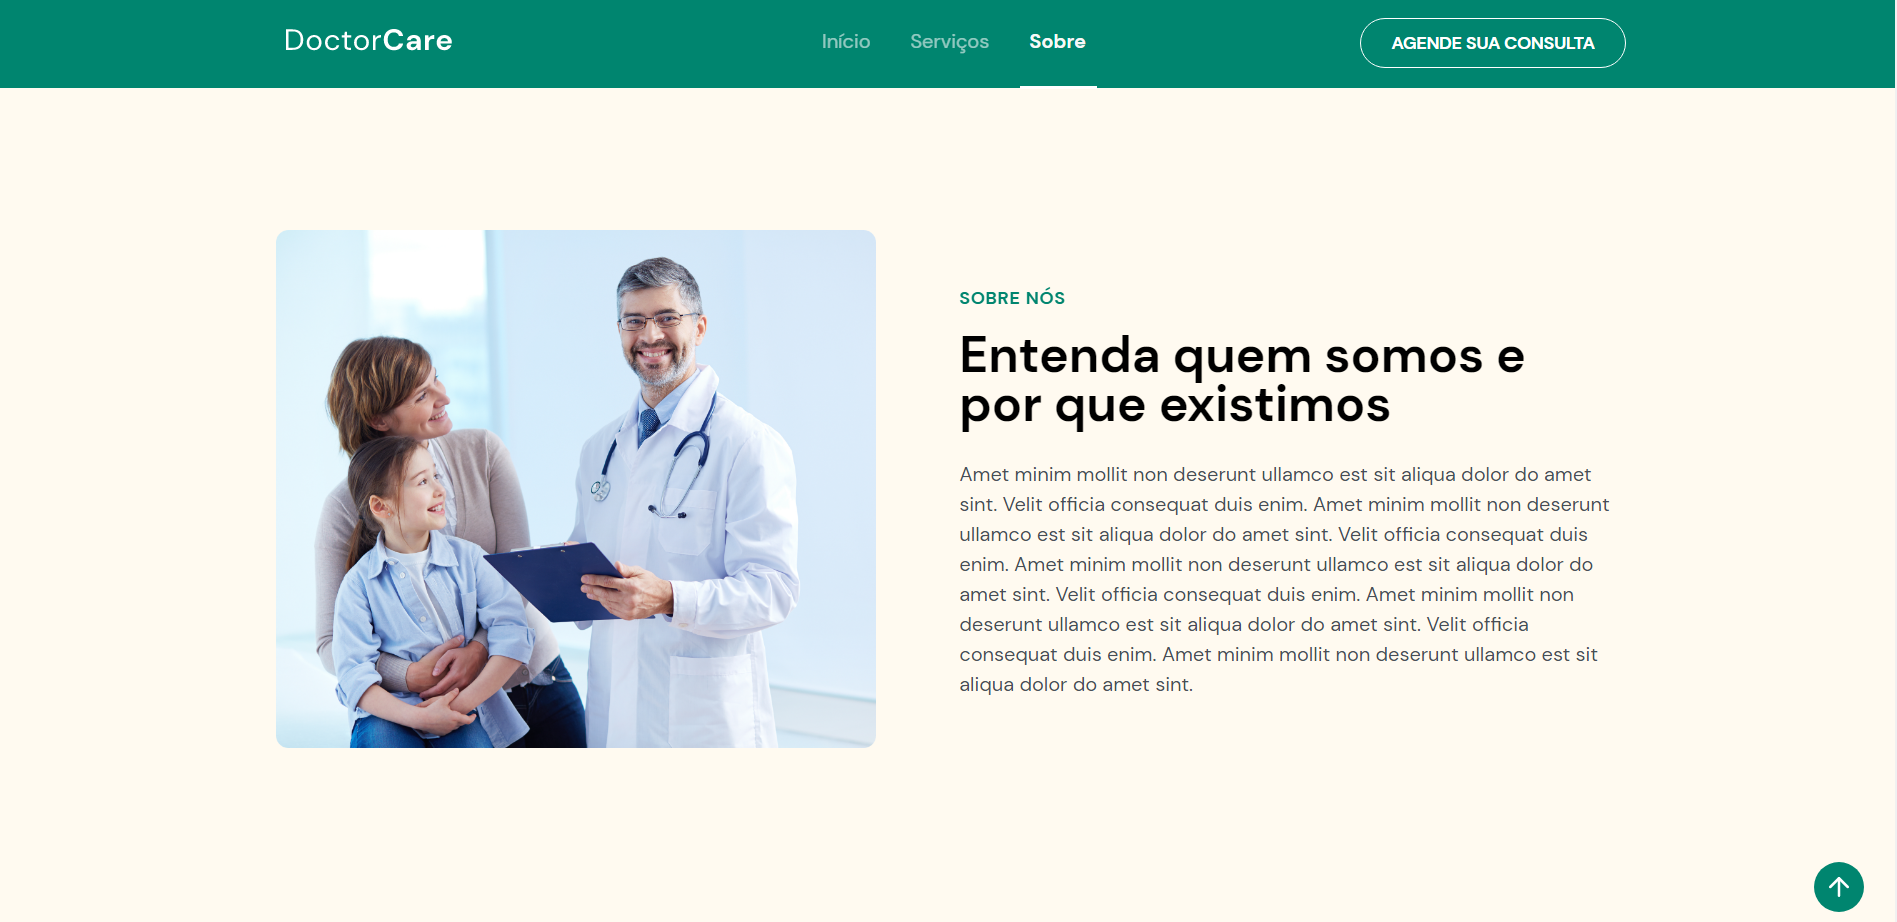 DoctorCare
Início Serviços Sobre
AGENDE SUA CONSULTA
SOBRE NÓS
Entenda quem somos e
por que existimos
Amet minim mollit non deserunt ullamco est sit aliqua dolor do amet
sint. Velit officia consequat duis enim. Amet minim mollit non deserunt
ullamco est sit aliqua dolor do amet sint. Velit officia consequat duis
enim. Amet minim mollit non deserunt ullamco est sit aliqua dolor do
amet sint. Velit officia consequat duis enim. Amet minim mollit non
deserunt ullamco est sit aliqua dolor do amet sint. Velit officia
consequat duis enim. Amet minim mollit non deserunt ullamco est sit
aliqua dolor do amet sint.